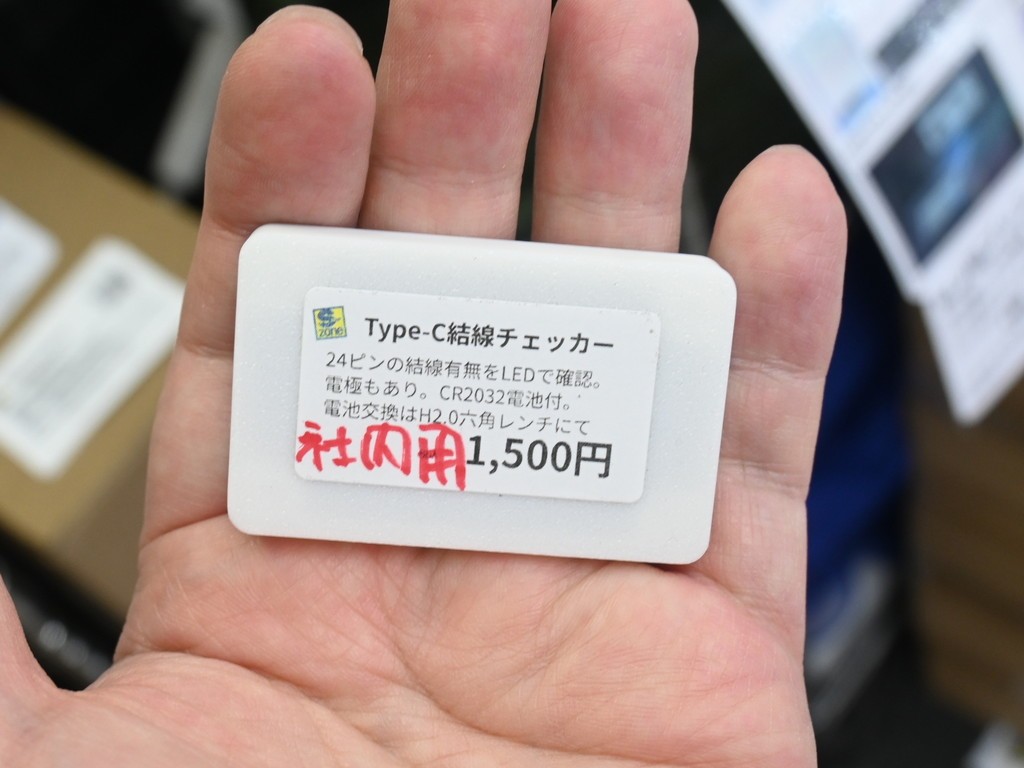 S
zone
Type-C結線チェッカー
24ピンの結線有無をLEDで確認。
電極もあり。CR2032電池付。
電池交換はH2.0六角レンチにて
社内用 1,500円